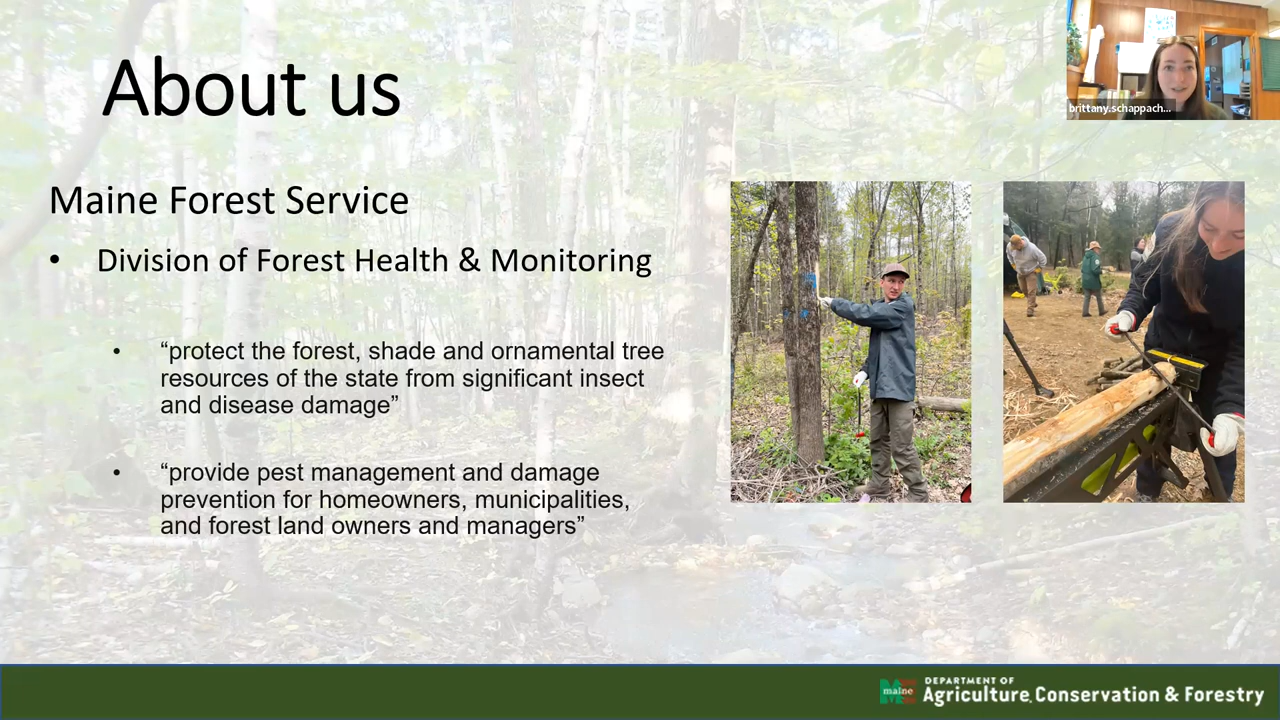 About us
brittany.schappach...
Maine Forest Service
• Division of Forest Health & Monitoring
• “protect the forest, shade and ornamental tree
resources of the state from significant insect
and disease damage”
• “provide pest management and damage
prevention for homeowners, municipalities,
and forest land owners and managers”
maine
DEPARTMENT OF
Agriculture, Conservation & Forestry